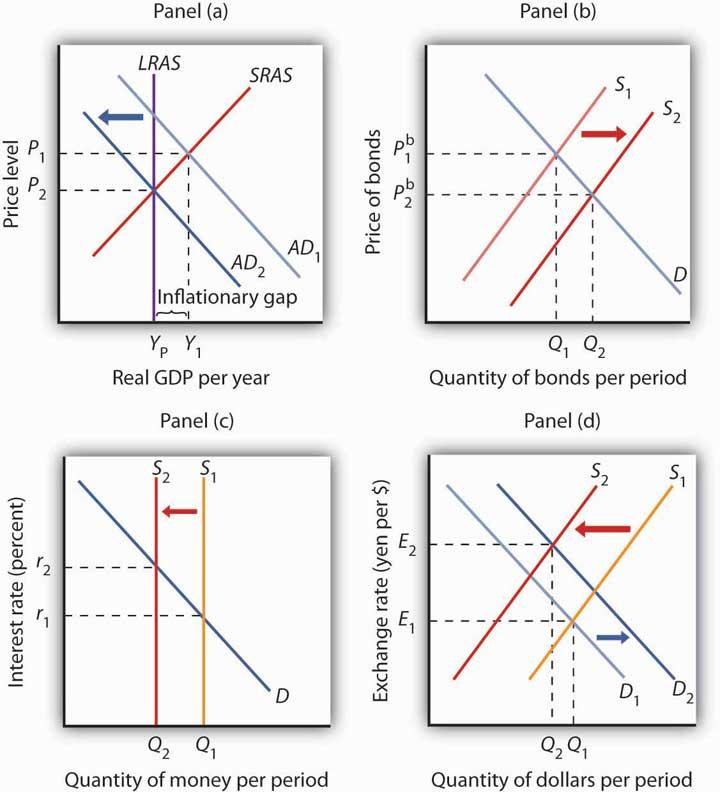 Panel (a)
LRAS
SRAS
P1
P2
Price level
AD1
AD2
Inflationary gap
YP
Y1
Real GDP per year
Panel (b)
S1
S2
Pb1
Pb2
Price of bonds
D
Q1
Q2
Quantity of bonds per period
Panel (c)
S2
S1
r2
r1
Interest rate (percent)
D
Q2
Q1
Quantity of money per period
Panel (d)
S2
S1
E2
E1
Exchange rate (yen per $)
D1
D2
Q2
Q1
Quantity of dollars per period